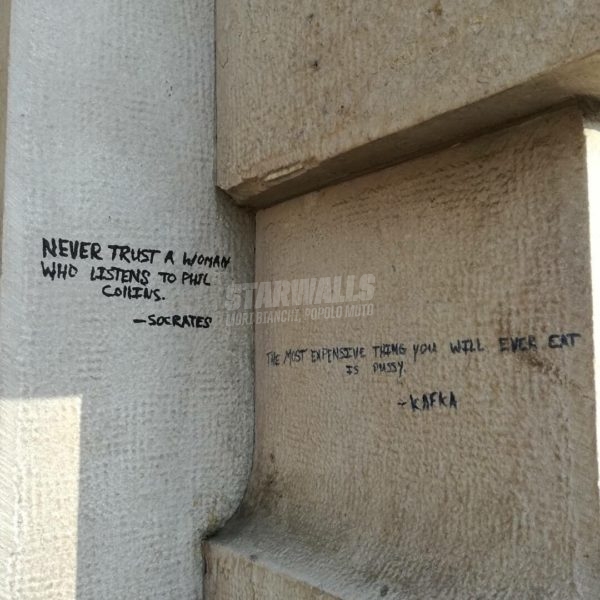 NEVER TRUST A WOMAN
WHO LISTENS TO PHIL
COLLINS.
—SOCRATES
STARWALLS
MURI BIANCHI, POPOLO MUTO
THE MOST EXPENSIVE THING YOU WILL EVER EAT
IS PUSSY.
-KAFKA